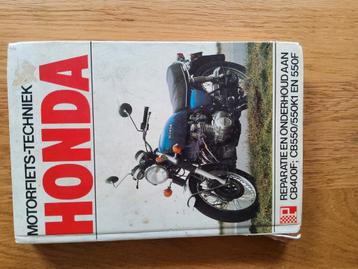 MOTORFIETS-TECHNIEK
HONDA
REPARATIE EN ONDERHOUD AAN
CB400F; CB550/550K1 EN 550F